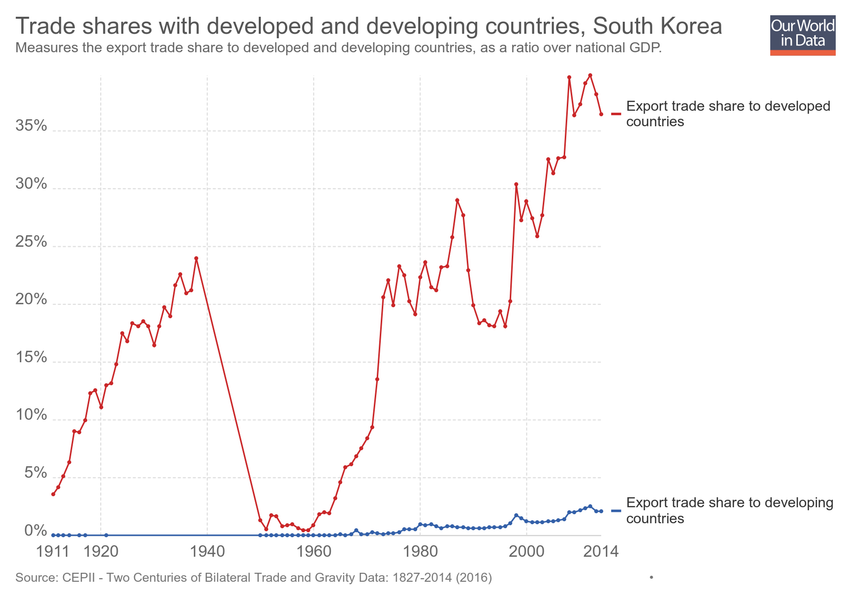 Trade shares with developed and developing countries, South Korea
Measures the export trade share to developed and developing countries, as a ratio over national GDP.
Our World
in Data
35%
30%
25%
20%
15%
10%
5%
0%
1911 1920 1940 1960 1980 2000 2014
Export trade share to developed
countries
Export trade share to developing
countries
Source: CEPII - Two Centuries of Bilateral Trade and Gravity Data: 1827-2014 (2016) •